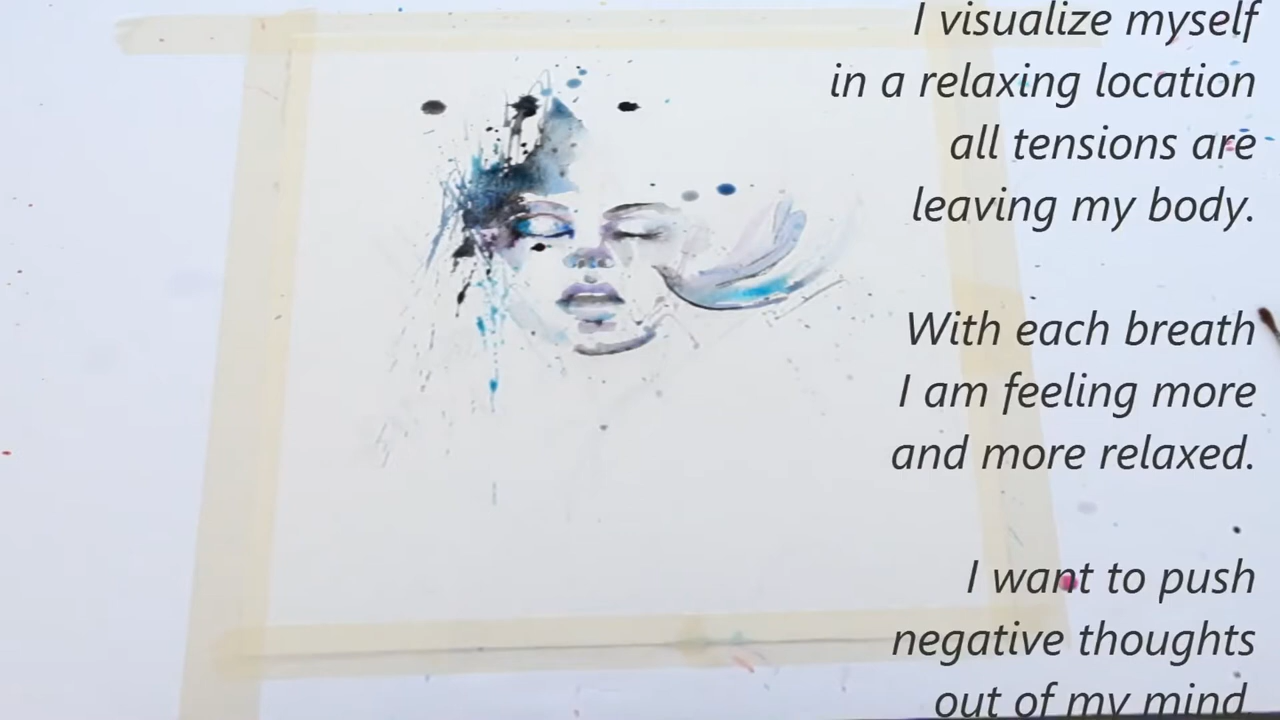 I visualize myself
in a relaxing location
all tensions are
leaving my body.
With each breath
I am feeling more
and more relaxed.
I want to push
negative thoughts
out of my mind.